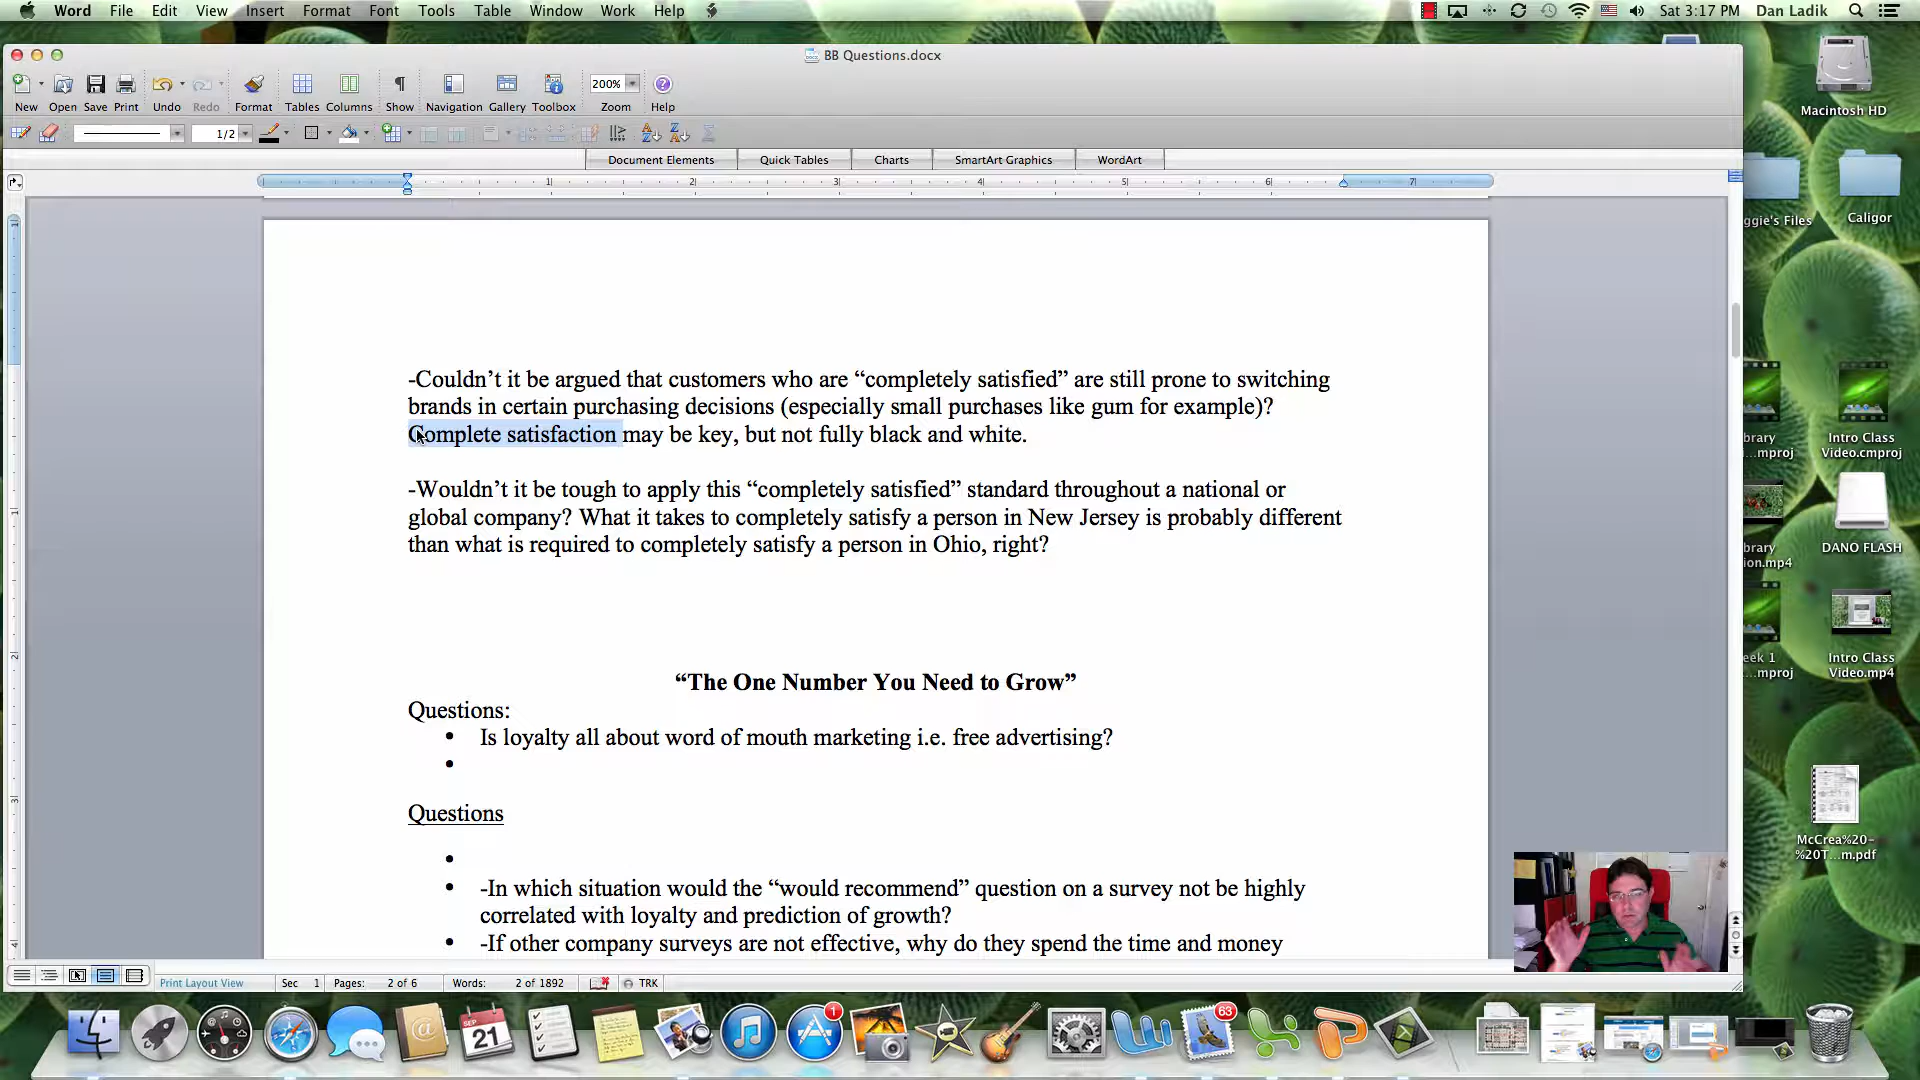 Word File Edit View Insert Format Font Tools Table Window Work Help
Sat 3:17 PM Dan Ladik
BB Questions.docx
New Open Save Print Undo Redo Format Tables Columns Show Navigation Gallery Toolbox Zoom Help
200%
1/2
Document Elements Quick Tables Charts SmartArt Graphics WordArt
1 2 3 4 5 6 7
-Couldn’t it be argued that customers who are “completely satisfied” are still prone to switching
brands in certain purchasing decisions (especially small purchases like gum for example)?
Complete satisfaction may be key, but not fully black and white.
-Wouldn’t it be tough to apply this “completely satisfied” standard throughout a national or
global company? What it takes to completely satisfy a person in New Jersey is probably different
than what is required to completely satisfy a person in Ohio, right?
“The One Number You Need to Grow”
Questions:
• Is loyalty all about word of mouth marketing i.e. free advertising?
•
Questions
•
• -In which situation would the “would recommend” question on a survey not be highly
correlated with loyalty and prediction of growth?
• -If other company surveys are not effective, why do they spend the time and money
Print Layout View Sec 1 Pages: 2 of 6 Words: 2 of 1892 TRK
Macintosh HD
ggie's Files
Caligor
brary
...mproj
Intro Class
Video.cmproj
brary
ion.mp4
DANO FLASH
eek 1
...mproj
Intro Class
Video.mp4
McCrea%20-
%20T...m.pdf
SEP
21
1
63